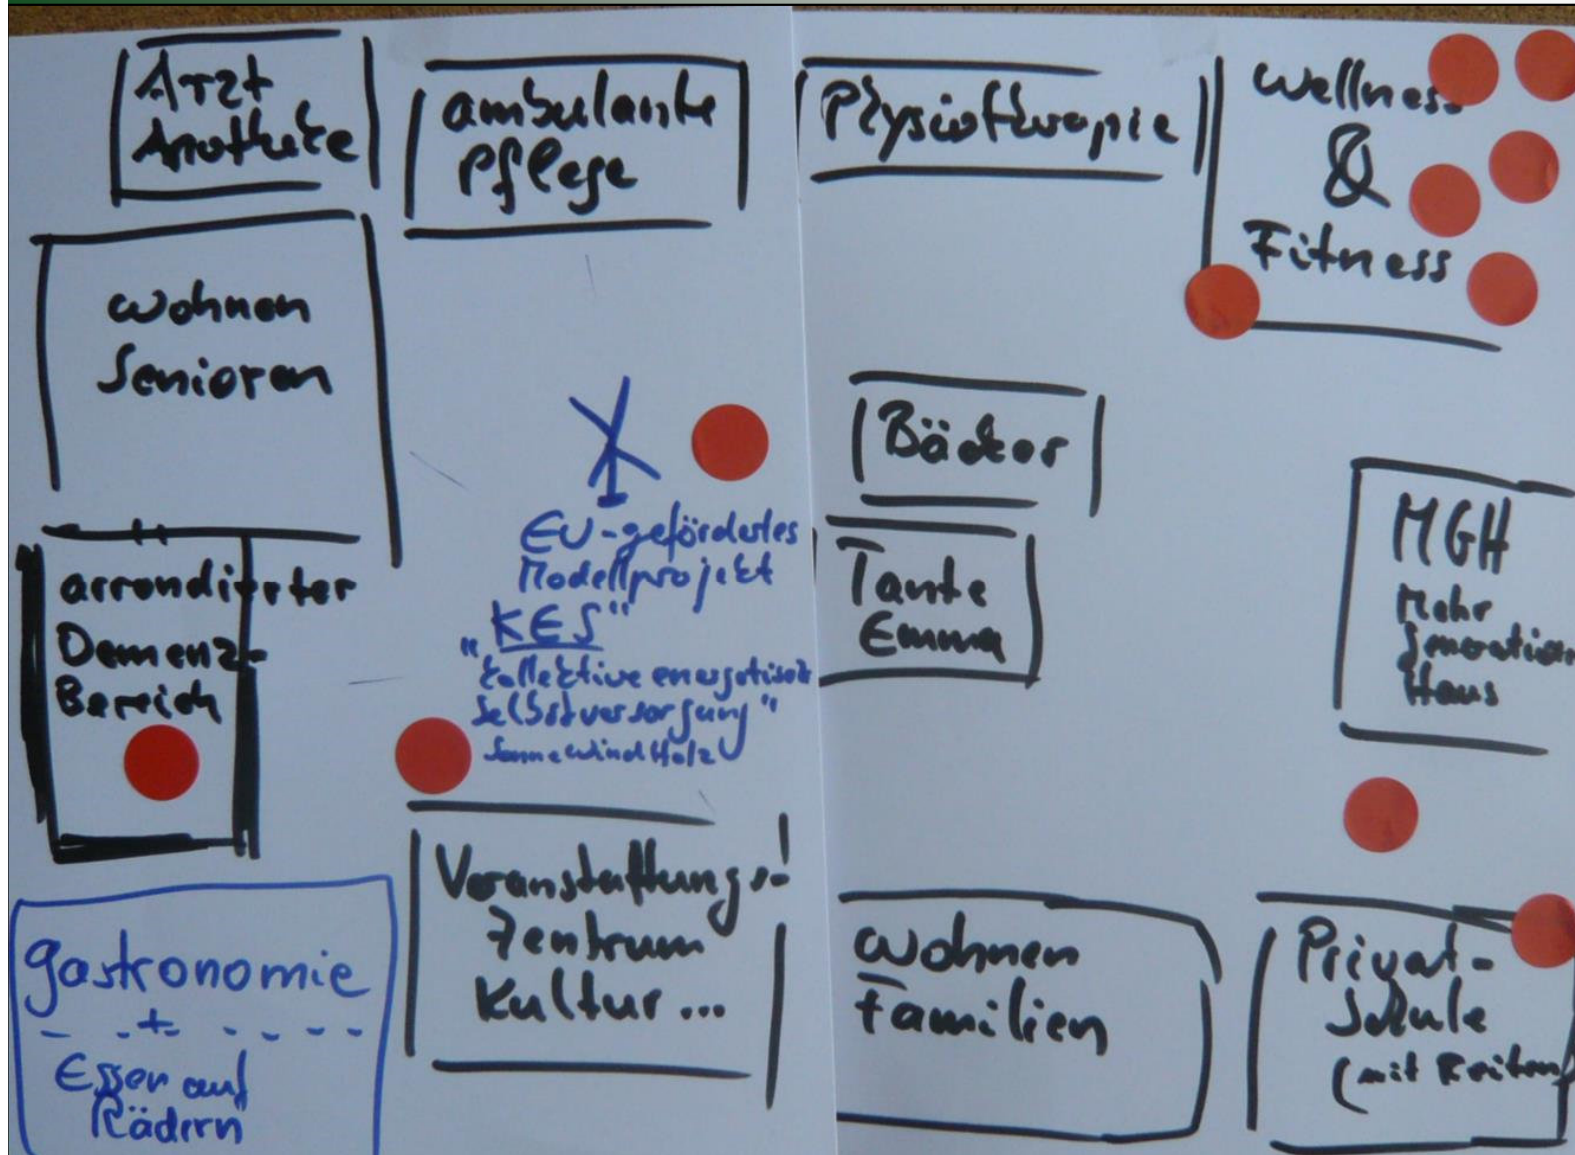 Arzt
Apotheke
ambulante
Pflege
Physiotherapie
Wellness
&
Fitness
wohnen
Senioren
Bäcker
Tante
Emma
MGH
Mehr
Generation
Haus
arrondierter
Demenz-
Bereich
EU-gefördertes
Modellprojekt
"KES"
"kollektive energetische
Selbstversorgung"
Sonne Wind Holz
gastronomie
+
Essen auf
Rädern
Veranstaltungs-
Zentrum
Kultur...
wohnen
Familien
Privat-
Schule
(mit Reiten)